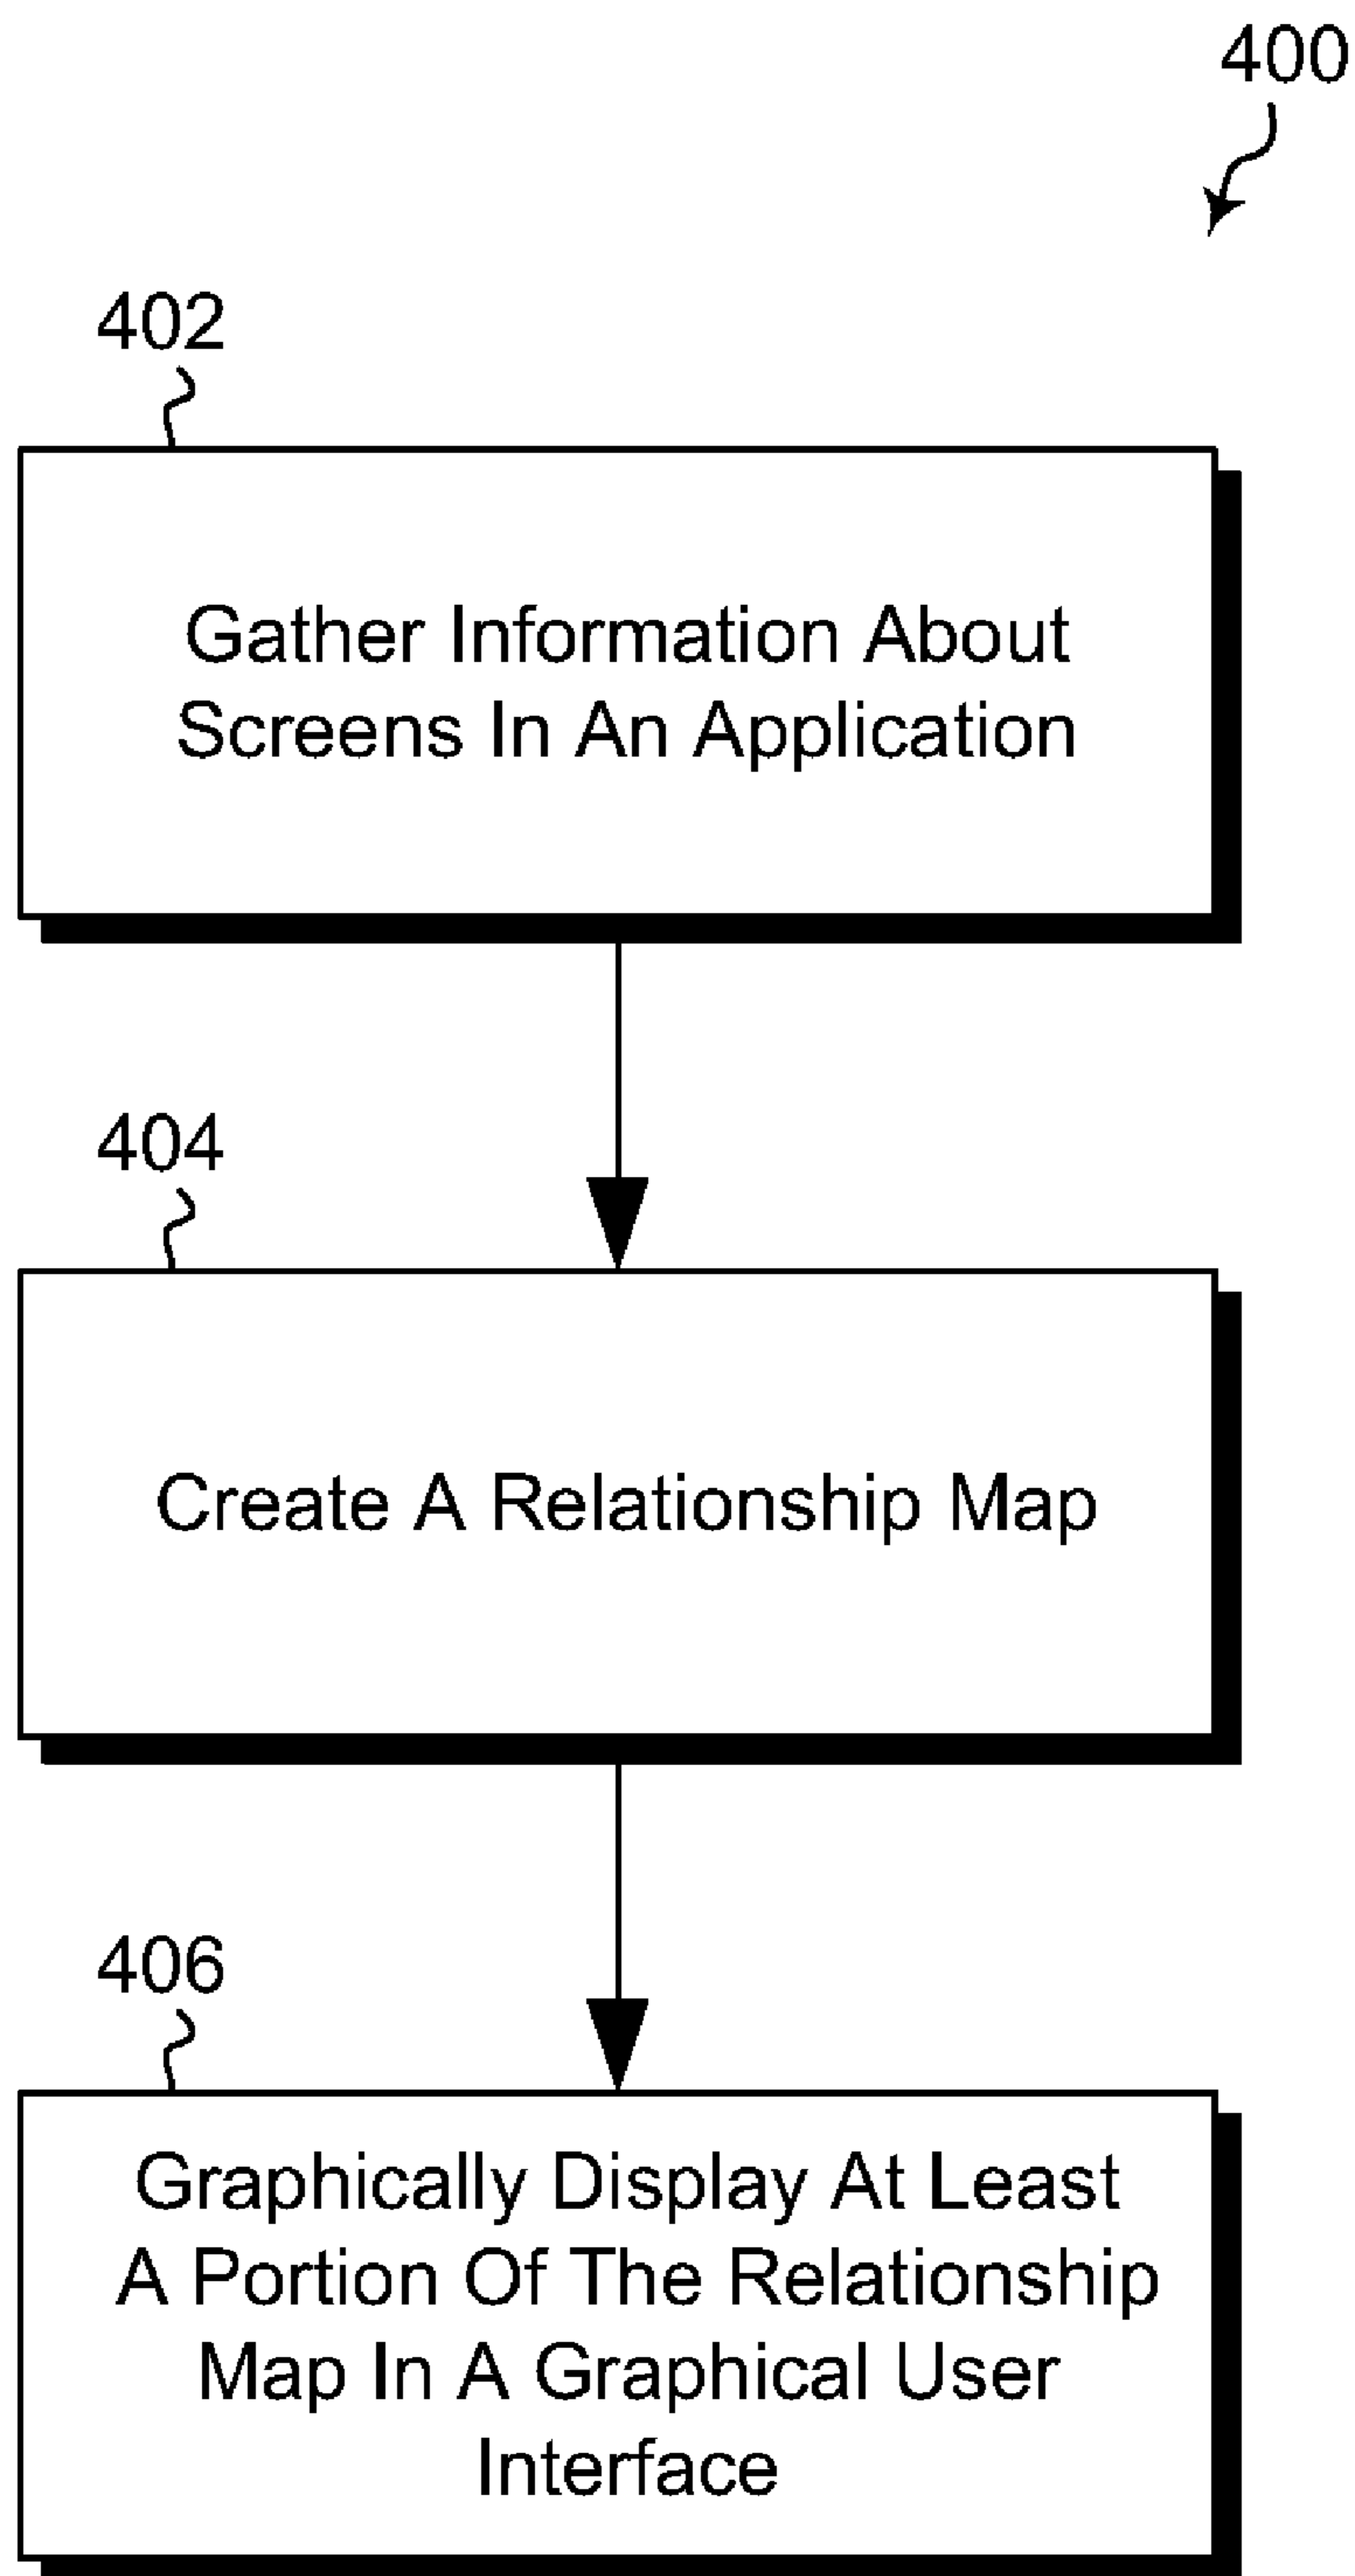 400
402
Gather Information About
Screens In An Application
404
Create A Relationship Map
406
Graphically Display At Least
A Portion Of The Relationship
Map In A Graphical User
Interface